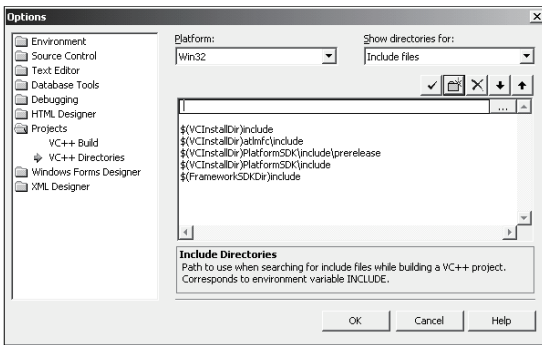 Options
Environment
Source Control
Text Editor
Database Tools
Debugging
HTML Designer
Projects
VC++ Build
VC++ Directories
Windows Forms Designer
XML Designer
Platform:
Win32
Show directories for:
Include files
...
$(VCInstallDir)include
$(VCInstallDir)atlmfc\include
$(VCInstallDir)PlatformSDK\include\prerelease
$(VCInstallDir)PlatformSDK\include
$(FrameworkSDKDir)include
Include Directories
Path to use when searching for include files while building a VC++ project.
Corresponds to environment variable INCLUDE.
OK
Cancel
Help